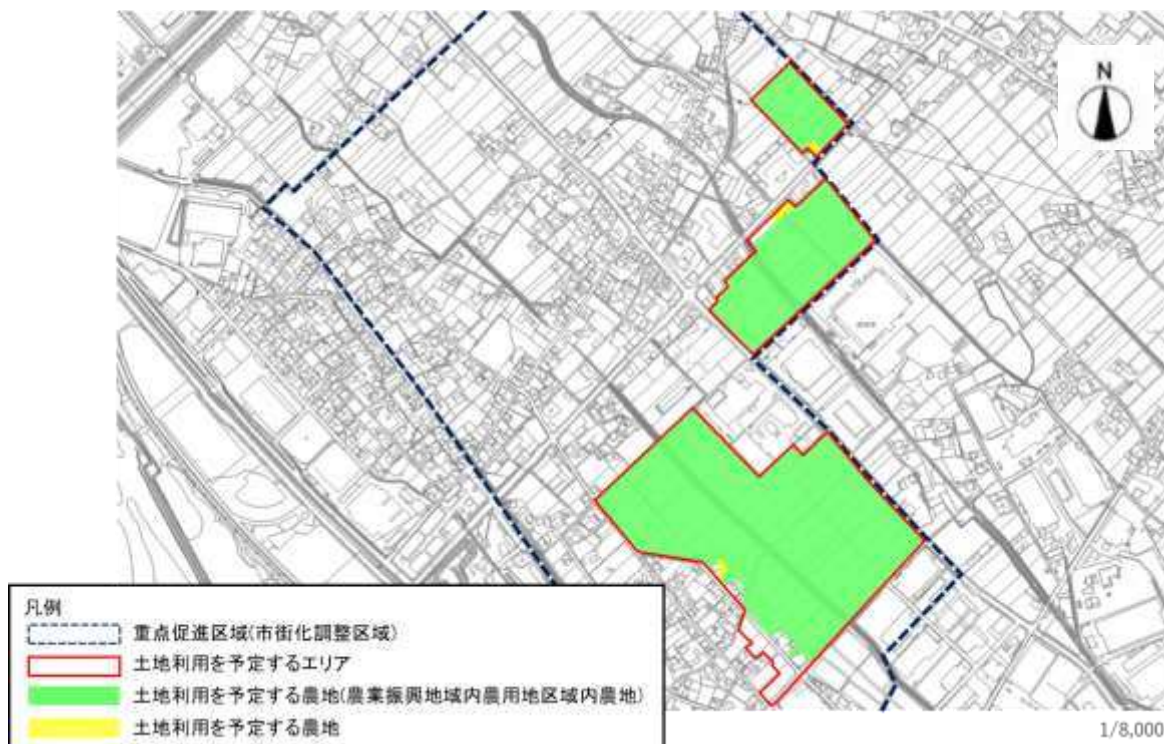 N
凡例
重点促進区域(市街化調整区域)
土地利用を予定するエリア
土地利用を予定する農地(農業振興地域内農用地区域内農地)
土地利用を予定する農地
1/8,000